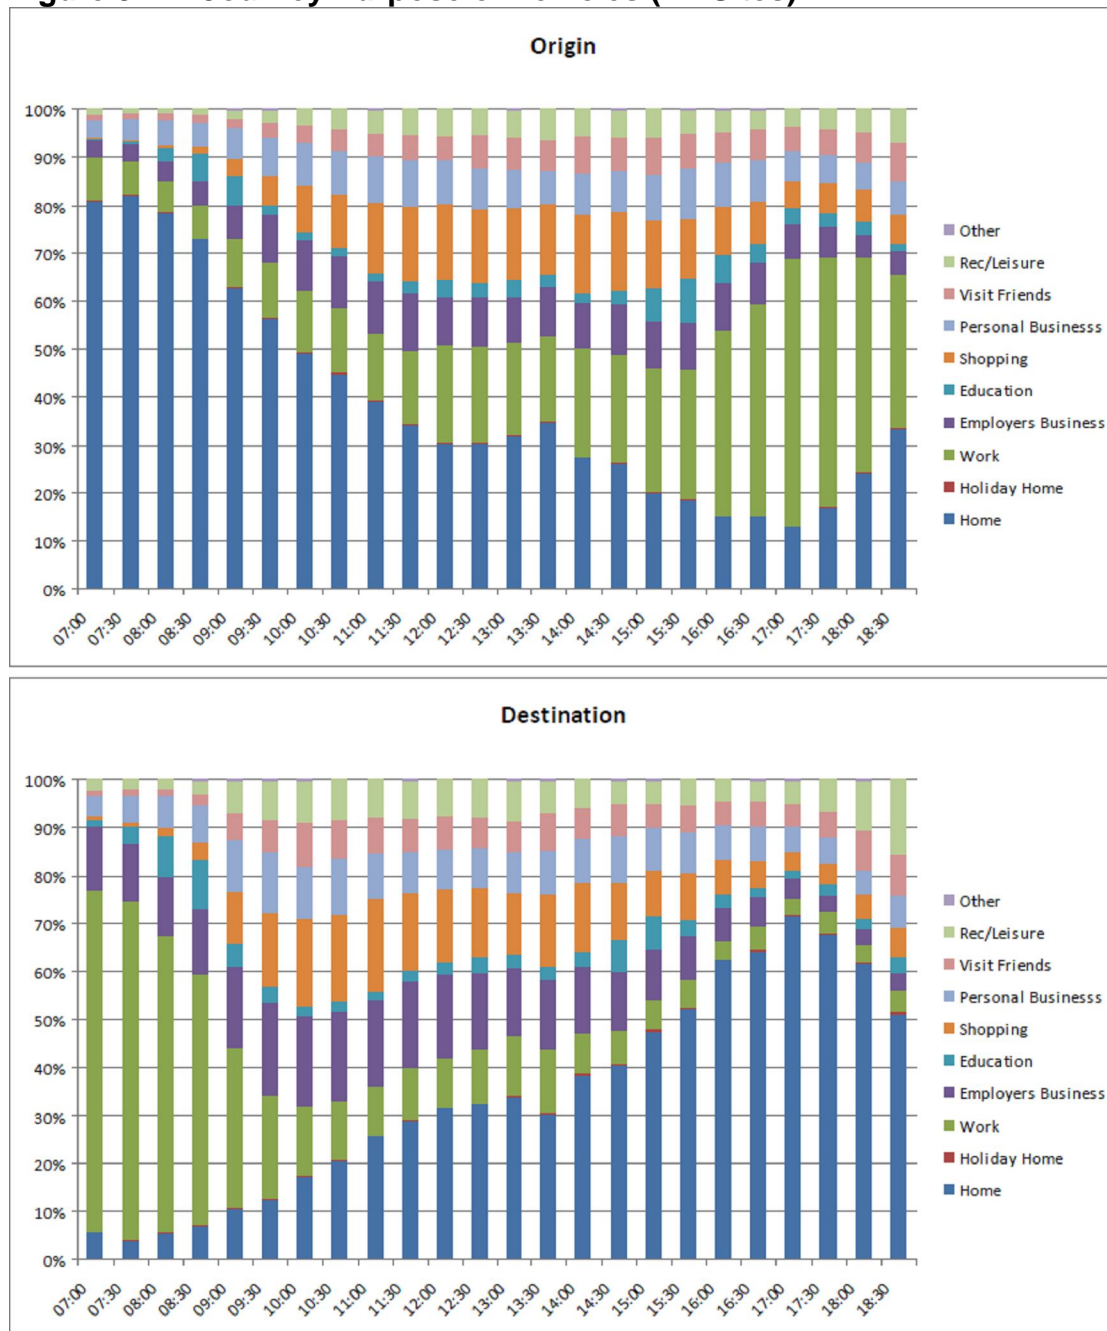 Origin
100%
90%
80%
70%
60%
50%
40%
30%
20%
10%
0%
07:00 07:30 08:00 08:30 09:00 09:30 10:00 10:30 11:00 11:30 12:00 12:30 13:00 13:30 14:00 14:30 15:00 15:30 16:00 16:30 17:00 17:30 18:00 18:30
Other
Rec/Leisure
Visit Friends
Personal Businesss
Shopping
Education
Employers Business
Work
Holiday Home
Home
Destination
100%
90%
80%
70%
60%
50%
40%
30%
20%
10%
0%
07:00 07:30 08:00 08:30 09:00 09:30 10:00 10:30 11:00 11:30 12:00 12:30 13:00 13:30 14:00 14:30 15:00 15:30 16:00 16:30 17:00 17:30 18:00 18:30
Other
Rec/Leisure
Visit Friends
Personal Businesss
Shopping
Education
Employers Business
Work
Holiday Home
Home